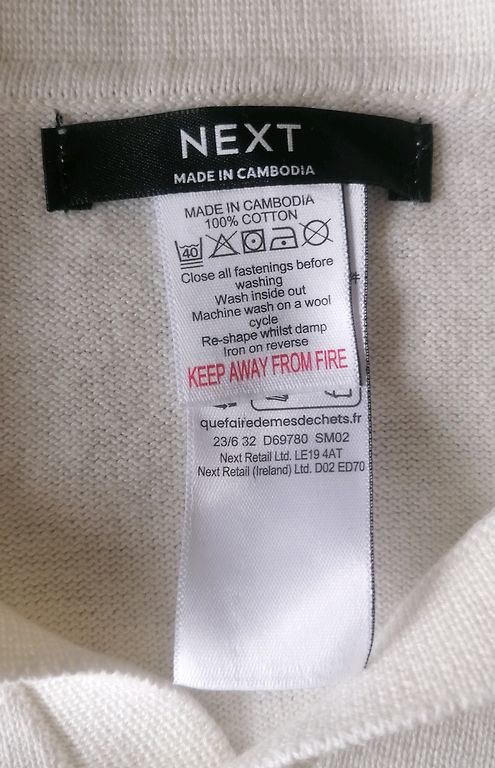 NEXT
MADE IN CAMBODIA
MADE IN CAMBODIA
100% COTTON
40
Close all fastenings before
washing
Wash inside out
Machine wash on a wool
cycle
Re-shape whilst damp
Iron on reverse
KEEP AWAY FROM FIRE
quefairedemesdechets.fr
23/6 32 D69780 SM02
Next Retail Ltd. LE19 4AT
Next Retail (Ireland) Ltd. D02 ED70